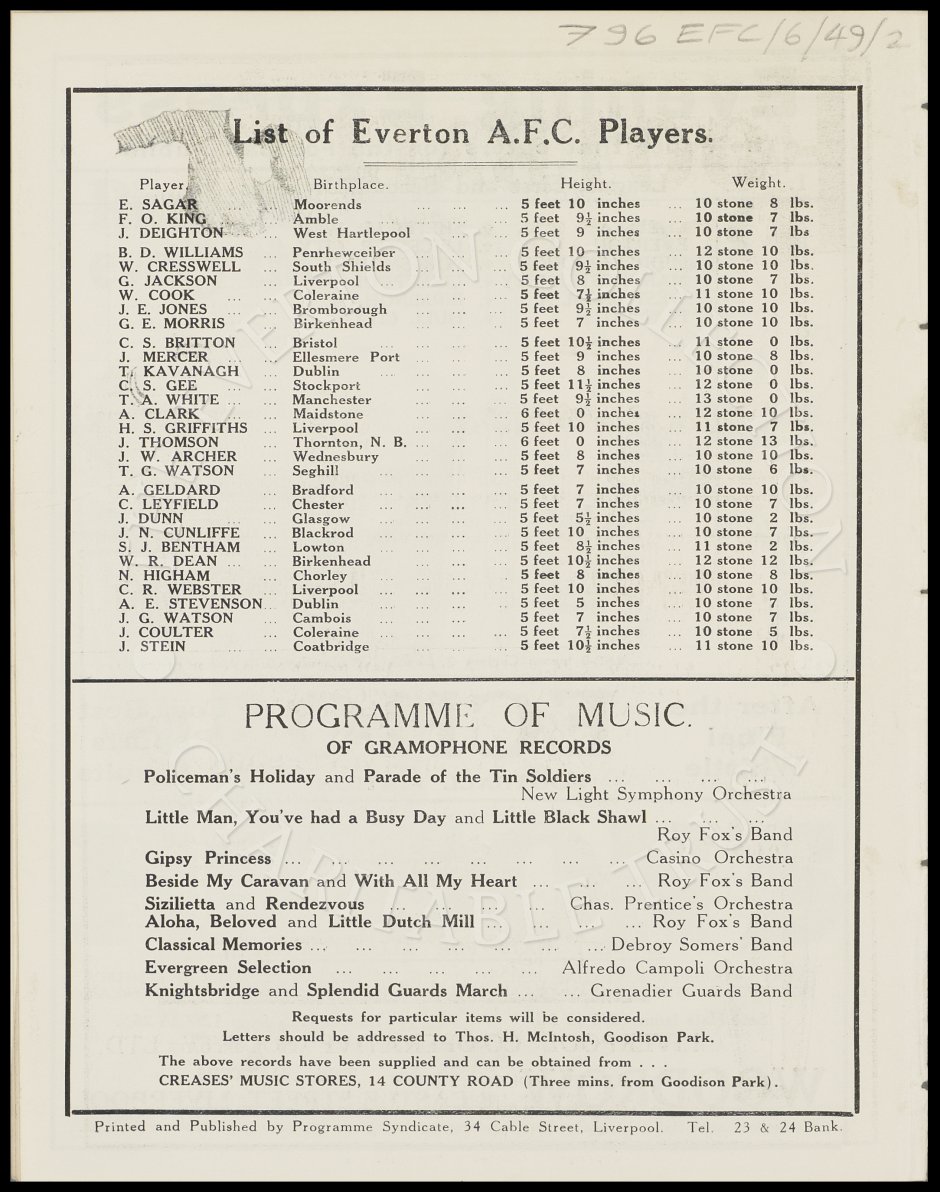 796 EFC/6/49/2
List of Everton A.F.C. Players.
Player. Birthplace. Height. Weight.
E. SAGAR ... ... Moorends ... ... ... 5 feet 10 inches ... 10 stone 8 lbs.
F. O. KING ... Amble ... ... ... ... 5 feet 9½ inches ... 10 stone 7 lbs.
J. DEIGHTON ... ... West Hartlepool ... ... 5 feet 9 inches ... 10 stone 7 lbs
B. D. WILLIAMS ... Penrhewceiber ... ... ... 5 feet 10 inches ... 12 stone 10 lbs.
W. CRESSWELL ... South Shields ... ... ... 5 feet 9½ inches ... 10 stone 10 lbs.
G. JACKSON ... Liverpool ... ... ... 5 feet 8 inches ... 10 stone 7 lbs.
W. COOK ... ... Coleraine ... ... ... 5 feet 7½ inches ... 11 stone 10 lbs.
J. E. JONES ... Bromborough ... ... ... 5 feet 9½ inches ... 10 stone 10 lbs.
G. E. MORRIS ... Birkenhead ... ... ... 5 feet 7 inches ... 10 stone 10 lbs.
C. S. BRITTON ... Bristol ... ... ... ... 5 feet 10½ inches ... 11 stone 0 lbs.
J. MERCER ... ... Ellesmere Port ... ... ... 5 feet 9 inches ... 10 stone 8 lbs.
T. KAVANAGH ... Dublin ... ... ... ... 5 feet 8 inches ... 10 stone 0 lbs.
C. S. GEE ... Stockport ... ... ... 5 feet 11½ inches ... 12 stone 0 lbs.
T. A. WHITE ... ... Manchester ... ... ... 5 feet 9½ inches ... 13 stone 0 lbs.
A. CLARK ... ... Maidstone ... ... ... 6 feet 0 inches ... 12 stone 10 lbs.
H. S. GRIFFITHS ... Liverpool ... ... ... 5 feet 10 inches ... 11 stone 7 lbs.
J. THOMSON ... Thornton, N. B. ... ... ... 6 feet 0 inches ... 12 stone 13 lbs.
J. W. ARCHER ... Wednesbury ... ... ... 5 feet 8 inches ... 10 stone 10 lbs.
T. G. WATSON ... Seghill ... ... ... ... 5 feet 7 inches ... 10 stone 6 lbs.
A. GELDARD ... Bradford ... ... ... ... 5 feet 7 inches ... 10 stone 10 lbs.
C. LEYFIELD ... Chester ... ... ... ... 5 feet 7 inches ... 10 stone 7 lbs.
J. DUNN ... ... Glasgow ... ... ... ... 5 feet 5½ inches ... 10 stone 2 lbs.
J. N. CUNLIFFE ... Blackrod ... ... ... ... 5 feet 10 inches ... 10 stone 7 lbs.
S. J. BENTHAM ... Lowton ... ... ... ... 5 feet 8½ inches ... 11 stone 2 lbs.
W. R. DEAN ... ... Birkenhead ... ... ... 5 feet 10½ inches ... 12 stone 12 lbs.
N. HIGHAM ... Chorley ... ... ... ... 5 feet 8 inches ... 10 stone 8 lbs.
C. R. WEBSTER ... Liverpool ... ... ... ... 5 feet 10 inches ... 10 stone 10 lbs.
A. E. STEVENSON ... Dublin ... ... ... ... 5 feet 5 inches ... 10 stone 7 lbs.
J. G. WATSON ... Cambois ... ... ... ... 5 feet 7 inches ... 10 stone 7 lbs.
J. COULTER ... Coleraine ... ... ... ... 5 feet 7½ inches ... 10 stone 5 lbs.
J. STEIN ... ... Coatbridge ... ... ... 5 feet 10½ inches ... 11 stone 10 lbs.
PROGRAMME OF MUSIC.
OF GRAMOPHONE RECORDS
Policeman's Holiday and Parade of the Tin Soldiers ... ... ... ...
New Light Symphony Orchestra
Little Man, You've had a Busy Day and Little Black Shawl ... ... ...
Roy Fox's Band
Gipsy Princess ... ... ... ... ... ... ... ... Casino Orchestra
Beside My Caravan and With All My Heart ... ... ... Roy Fox's Band
Sizilietta and Rendezvous ... ... ... ... Chas. Prentice's Orchestra
Aloha, Beloved and Little Dutch Mill ... ... ... ... Roy Fox's Band
Classical Memories ... ... ... ... ... ... ... Debroy Somers' Band
Evergreen Selection ... ... ... ... ... Alfredo Campoli Orchestra
Knightsbridge and Splendid Guards March ... ... Grenadier Guards Band
Requests for particular items will be considered.
Letters should be addressed to Thos. H. McIntosh, Goodison Park.
The above records have been supplied and can be obtained from . . .
CREASES' MUSIC STORES, 14 COUNTY ROAD (Three mins. from Goodison Park).
Printed and Published by Programme Syndicate, 34 Cable Street, Liverpool. Tel. 23 & 24 Bank.
EVERTON COLLECTION
CHARITABLE TRUST